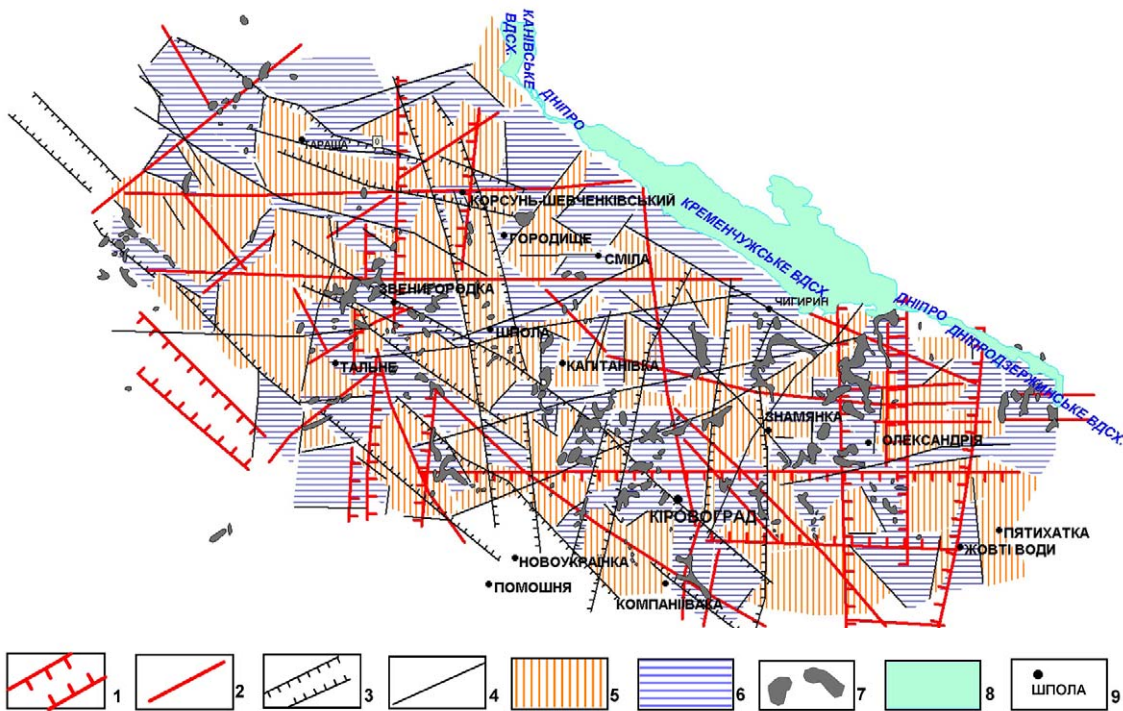 КАНІВСЬКЕ
ВДСХ.
ДНІПРО
ТАРАЩА
КОРСУНЬ-ШЕВЧЕНКІВСЬКИЙ
КРЕМЕНЧУЖСЬКЕ ВДСХ.
ГОРОДИЩЕ
СМІЛА
ЗВЕНИГОРОДКА
ЧИГИРИН
ДНІПРО
ДНІПРОДЗЕРЖИНСЬКЕ ВДСХ.
ШПОЛА
ТАЛЬНЕ
КАПІТАНІВКА
ЗНАМЯНКА
ОЛЕКСАНДРІЯ
КІРОВОГРАД
ПЯТИХАТКА
ЖОВТІ ВОДИ
НОВОУКРАЇНКА
ПОМОШНЯ
КОМПАНІІВАКА
1
2
3
4
5
6
7
8
ШПОЛА
9